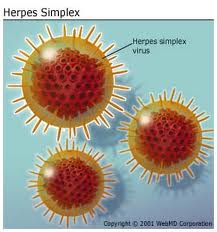 Herpes Simplex
Herpes simplex
virus
Copyright © 2001 WebMD Corporation